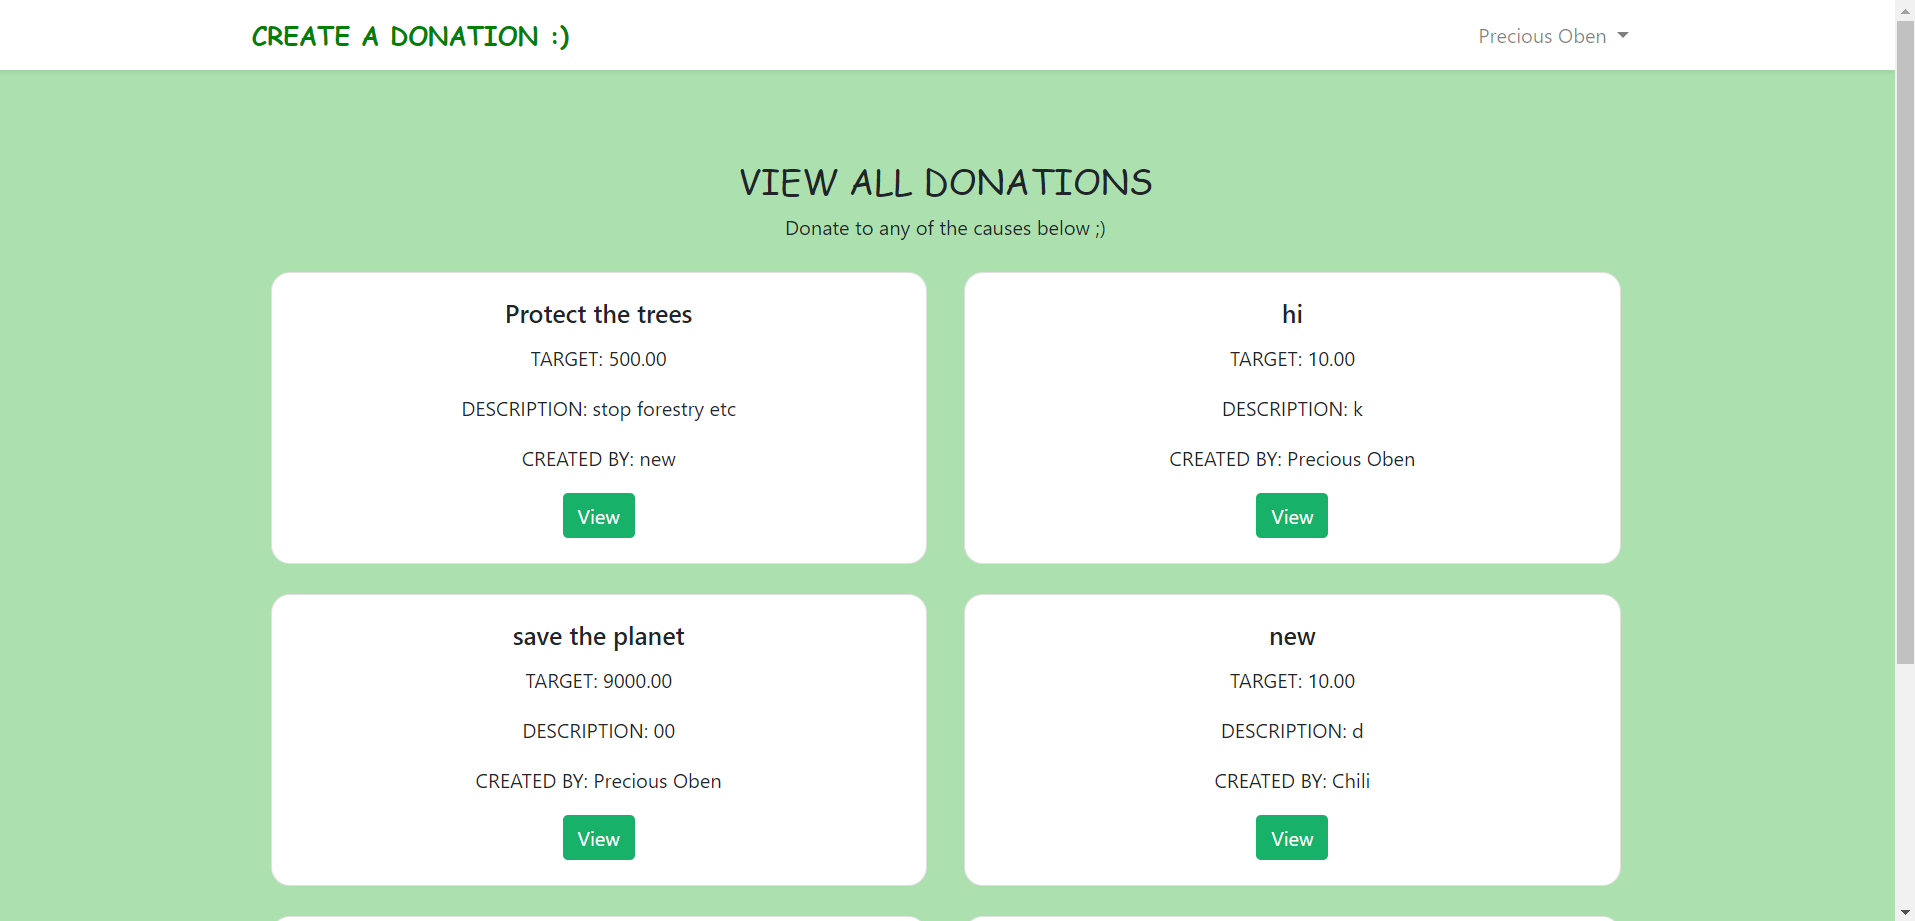 CREATE A DONATION :)
Precious Oben
VIEW ALL DONATIONS
Donate to any of the causes below ;)
Protect the trees
TARGET: 500.00
DESCRIPTION: stop forestry etc
CREATED BY: new
View
hi
TARGET: 10.00
DESCRIPTION: k
CREATED BY: Precious Oben
View
save the planet
TARGET: 9000.00
DESCRIPTION: 00
CREATED BY: Precious Oben
View
new
TARGET: 10.00
DESCRIPTION: d
CREATED BY: Chili
View